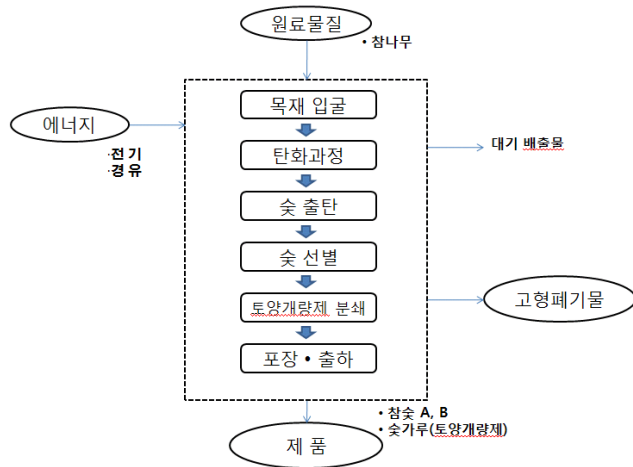 원료물질
• 참나무
목재 입굴
에너지
•전 기
•경 유
탄화과정
대기 배출물
숯 출탄
숯 선별
토양개량제 분쇄
고형폐기물
포장 • 출하
• 참숯 A, B
• 숯가루(토양개량제)
제 품